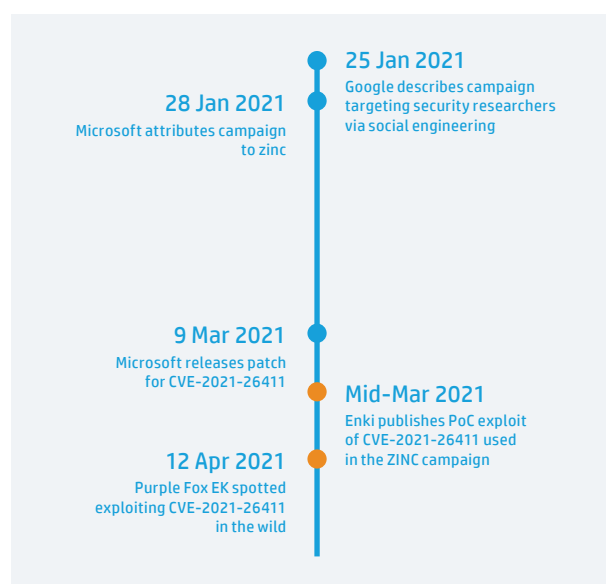 25 Jan 2021
Google describes campaign
targeting security researchers
via social engineering
28 Jan 2021
Microsoft attributes campaign
to zinc
9 Mar 2021
Microsoft releases patch
for CVE-2021-26411
Mid-Mar 2021
Enki publishes PoC exploit
of CVE-2021-26411 used
in the ZINC campaign
12 Apr 2021
Purple Fox EK spotted
exploiting CVE-2021-26411
in the wild